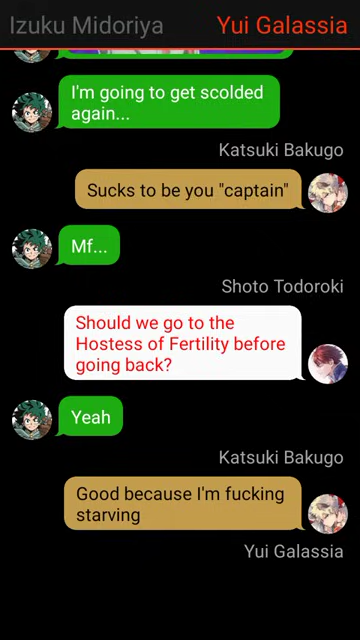 Izuku Midoriya
Yui Galassia
I'm going to get scolded
again...
Katsuki Bakugo
Sucks to be you "captain"
Mf...
Shoto Todoroki
Should we go to the
Hostess of Fertility before
going back?
Yeah
Katsuki Bakugo
Good because I'm fucking
starving
Yui Galassia